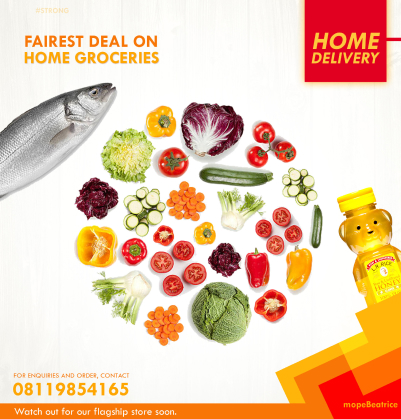 #STRONG
FAIREST DEAL ON
HOME GROCERIES
HOME
DELIVERY
FOR ENQUIRIES AND ORDER, CONTACT
08119854165
mapeBeatrice
Watch out for our flagship store soon.